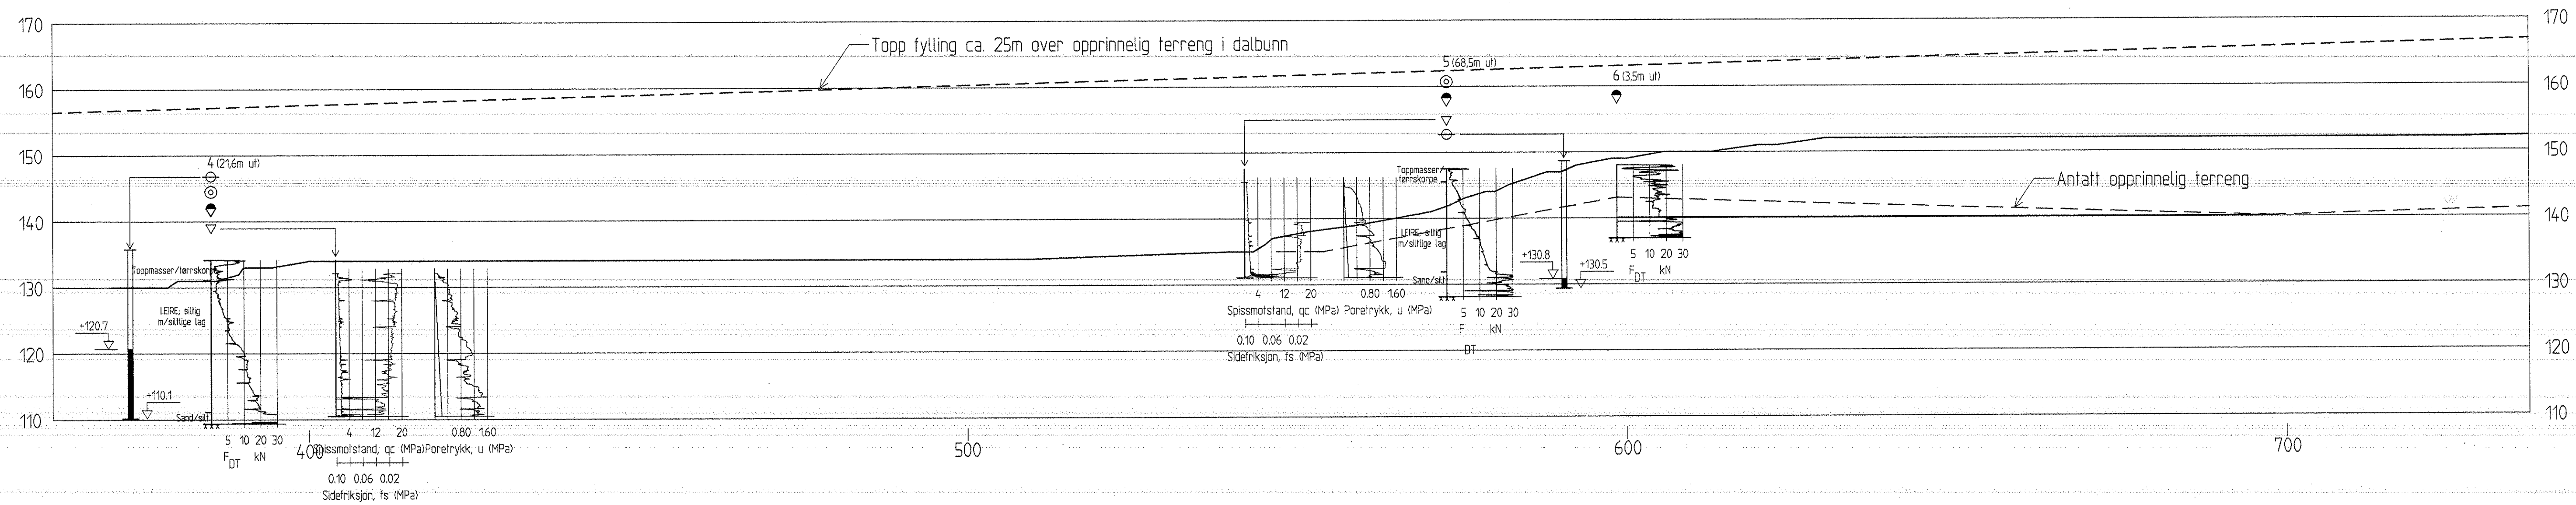 170
170
Topp fylling ca. 25m over opprinnelig terreng i dalbunn
5 (68,5m ut)
6 (3,5m ut)
160
160
150
150
4 (21,6m ut)
Toppmasser/
tørrskorpe
Antatt opprinnelig terreng
140
140
LEIRE; siltig
m/siltlige lag
Toppmasser/tørrskorpe
5 10 20 30
FDT kN
+130.8
+130.5
Sand/silt
130
130
4 12 20
0.80 1.60
Spissmotstand, qc (MPa) Poretrykk, u (MPa)
5 10 20 30
F kN
DT
0.10 0.06 0.02
Sidefriksjon, fs (MPa)
LEIRE; siltig
m/siltlige lag
+120.7
120
120
+110.1
Sand/silt
110
110
5 10 20 30
FDT kN
4 12 20
0.80 1.60
Spissmotstand, qc (MPa) Poretrykk, u (MPa)
0.10 0.06 0.02
Sidefriksjon, fs (MPa)
400
500
600
700